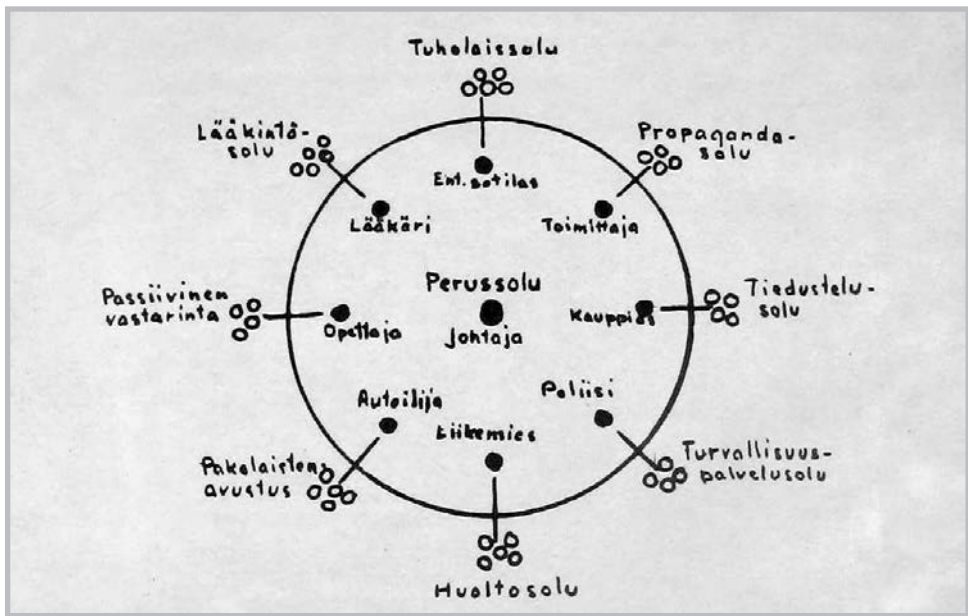 Tuholaissolu
Lääkintä-
solu
Propaganda-
solu
Ent. sotilas
Lääkäri
Toimittaja
Passiivinen
vastarinta
Perussolu
Johtaja
Opettaja
Kauppias
Tiedustelu-
solu
Autoilija
Liikemies
Poliisi
Pakolaisten
avustus
Turvallisuus-
palvelusolu
Huoltosolu